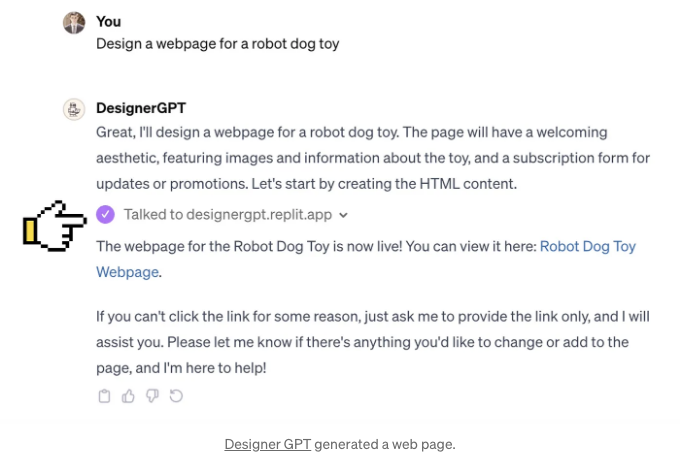 You
Design a webpage for a robot dog toy
DesignerGPT
Great, I'll design a webpage for a robot dog toy. The page will have a welcoming
aesthetic, featuring images and information about the toy, and a subscription form for
updates or promotions. Let's start by creating the HTML content.
Talked to designergpt.replit.app
The webpage for the Robot Dog Toy is now live! You can view it here: Robot Dog Toy
Webpage.
If you can't click the link for some reason, just ask me to provide the link only, and I will
assist you. Please let me know if there's anything you'd like to change or add to the
page, and I'm here to help!
Designer GPT generated a web page.